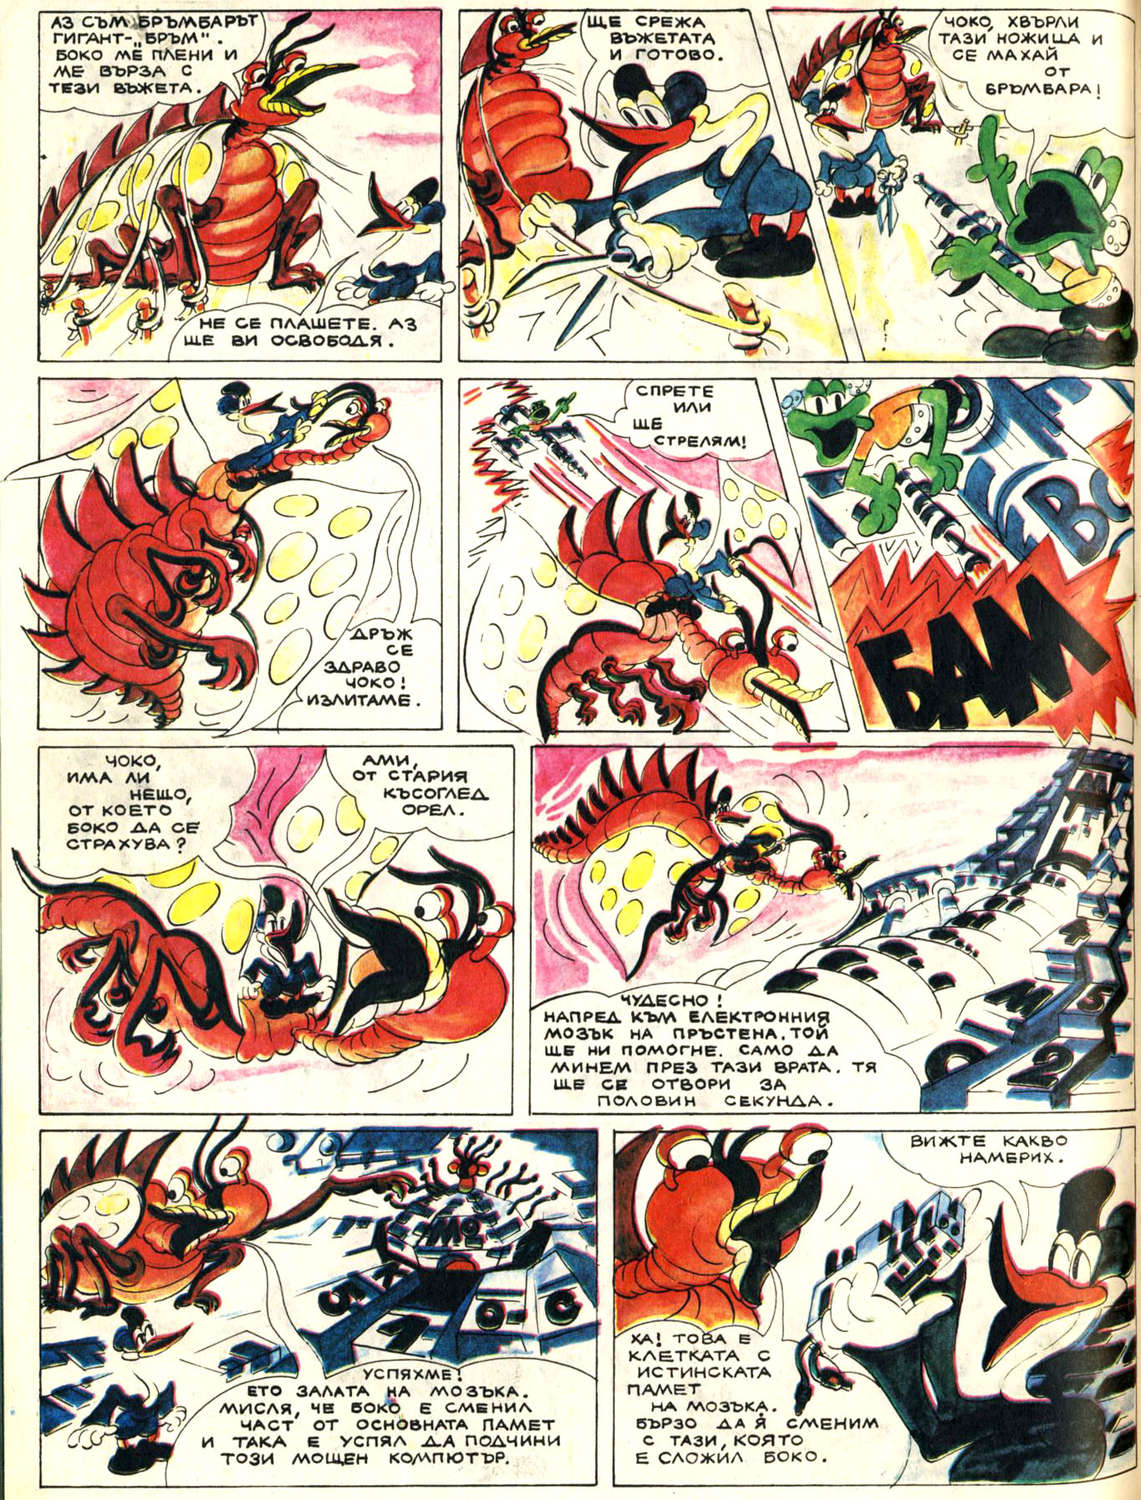 АЗ СЪМ БРЪМБАРЪТ
ГИГАНТ-„БРЪМ".
БОКО МЕ ПЛЕНИ И
МЕ ВЪРЗА С
ТЕЗИ ВЪЖЕТА.
НЕ СЕ ПЛАШЕТЕ. АЗ
ЩЕ ВИ ОСВОБОДЯ.
ЩЕ СРЕЖА
ВЪЖЕТАТА
И ГОТОВО.
ЧОКО, ХВЪРЛИ
ТАЗИ НОЖИЦА И
СЕ МАХАЙ
ОТ
БРЪМБАРА!
ДРЪЖ
СЕ
ЗДРАВО
ЧОКО!
ИЗЛИТАМЕ.
СПРЕТЕ
ИЛИ
ЩЕ
СТРЕЛЯМ!
БАМ
ЧОКО,
ИМА ЛИ
НЕЩО,
ОТ КОЕТО
БОКО ДА СЕ
СТРАХУВА?
АМИ,
ОТ СТАРИЯ
КЪСОГЛЕД
ОРЕЛ.
ЧУДЕСНО!
НАПРЕД КЪМ ЕЛЕКТРОННИЯ
МОЗЪК НА ПРЪСТЕНА. ТОЙ
ЩЕ НИ ПОМОГНЕ. САМО ДА
МИНЕМ ПРЕЗ ТАЗИ ВРАТА. ТЯ
ЩЕ СЕ ОТВОРИ ЗА
ПОЛОВИН СЕКУНДА.
УСПЯХМЕ!
ЕТО ЗАЛАТА НА МОЗЪКА.
МИСЛЯ, ЧЕ БОКО Е СМЕНИЛ
ЧАСТ ОТ ОСНОВНАТА ПАМЕТ
И ТАКА Е УСПЯЛ ДА ПОДЧИНИ
ТОЗИ МОЩЕН КОМПЮТЪР.
ВИЖТЕ КАКВО
НАМЕРИХ.
ХА! ТОВА Е
КЛЕТКАТА С
ИСТИНСКАТА
ПАМЕТ
НА МОЗЪКА.
БЪРЗО ДА Я СМЕНИМ
С ТАЗИ, КОЯТО
Е СЛОЖИЛ БОКО.